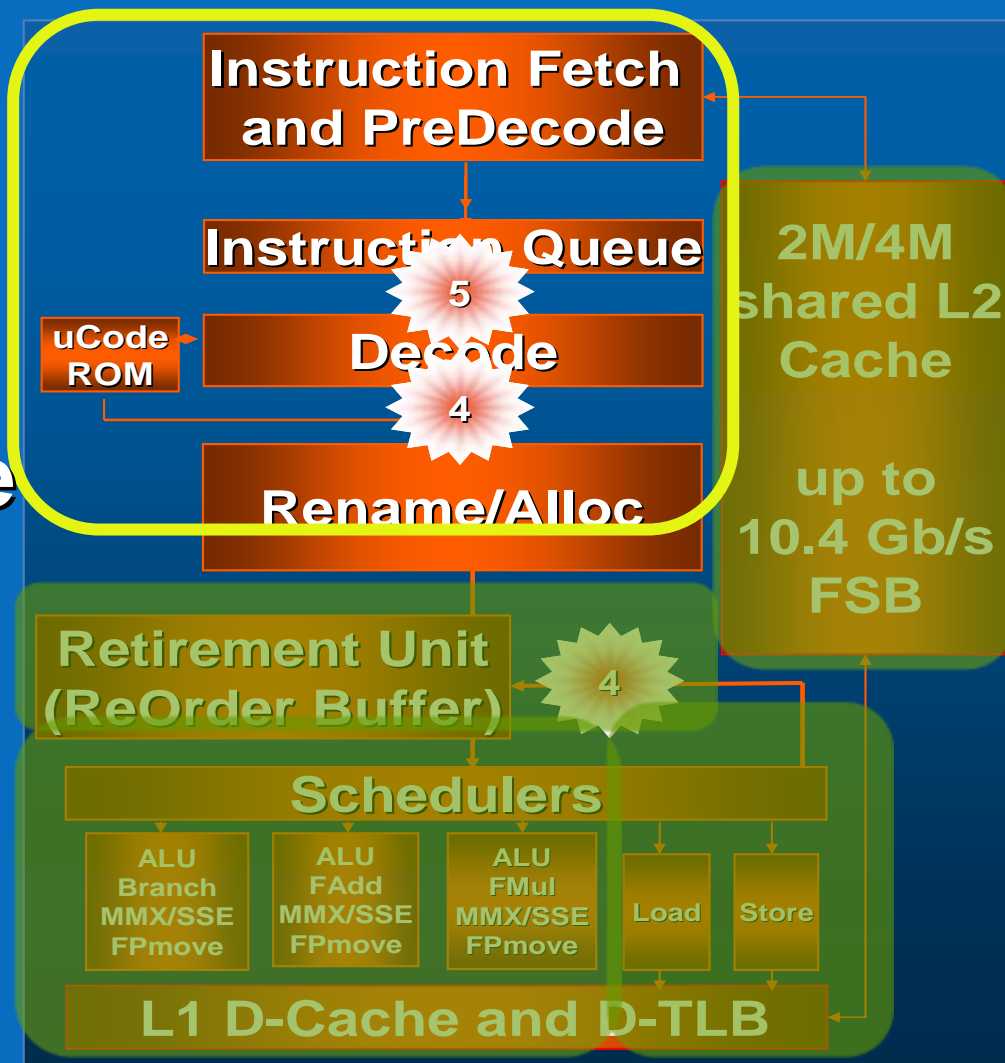 Instruction Fetch
and PreDecode
Instruction Queue
5
uCode
ROM
Decode
4
Rename/Alloc
e
2M/4M
shared L2
Cache
up to
10.4 Gb/s
FSB
Retirement Unit
(ReOrder Buffer)
4
Schedulers
ALU
Branch
MMX/SSE
FPmove
ALU
FAdd
MMX/SSE
FPmove
ALU
FMul
MMX/SSE
FPmove
Load
Store
L1 D-Cache and D-TLB